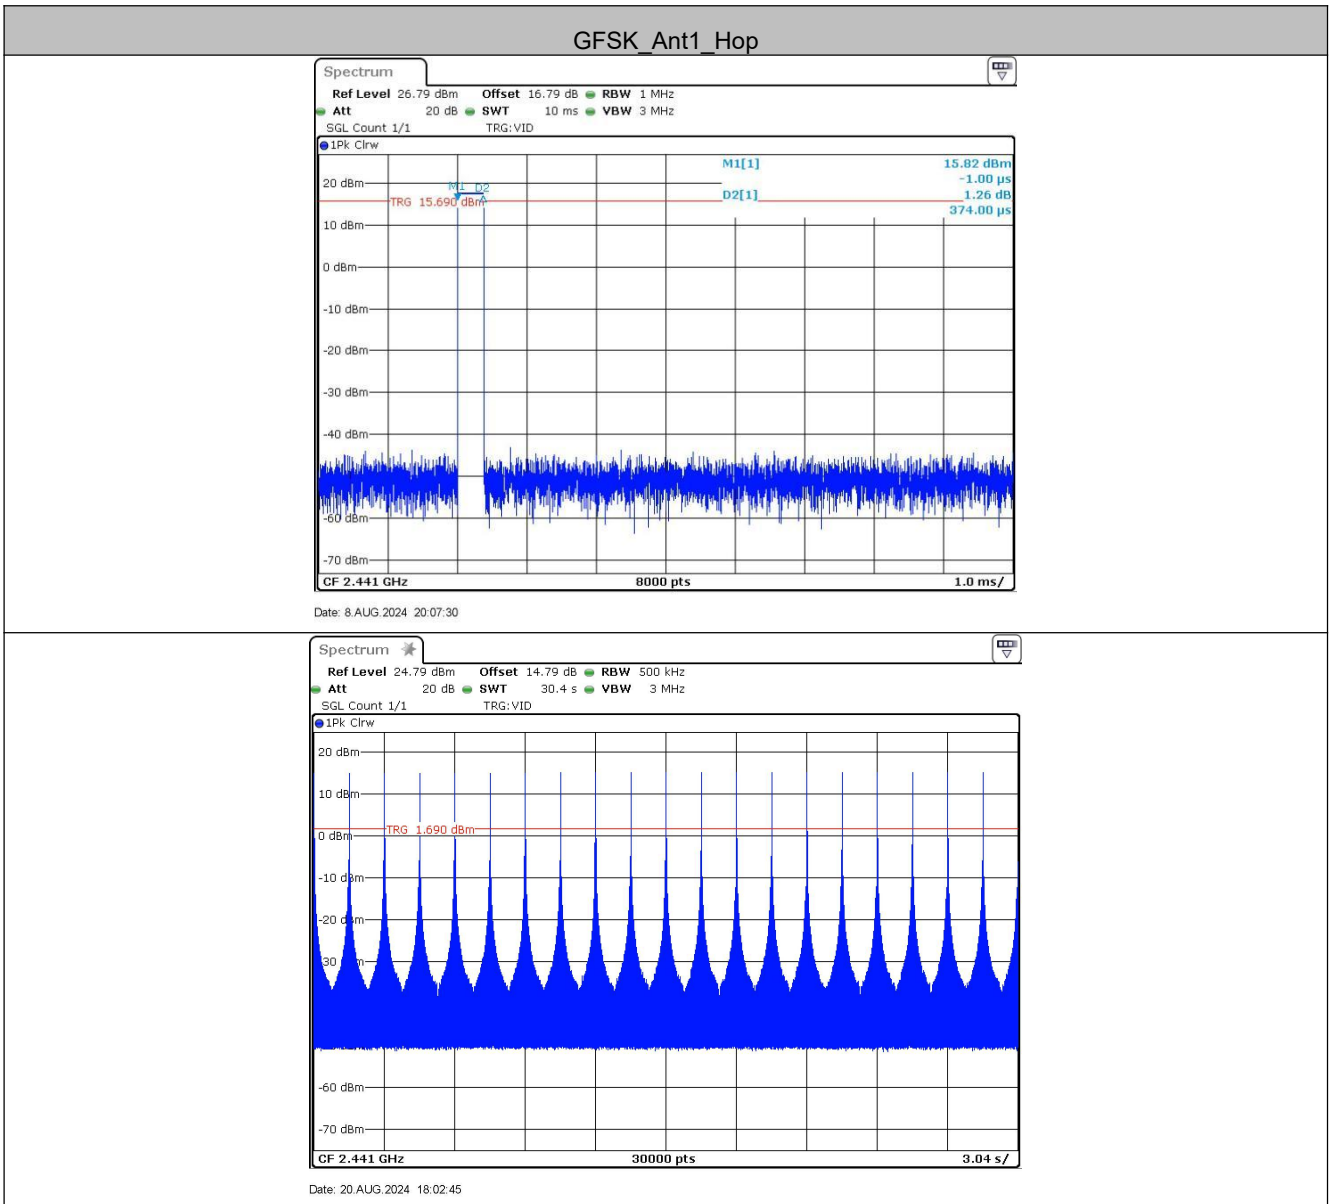 GFSK_Ant1_Hop
Spectrum
Ref Level 26.79 dBm Offset 16.79 dB RBW 1 MHz
Att 20 dB SWT 10 ms VBW 3 MHz
SGL Count 1/1 TRG:VID
1Pk Clrw
M1[1] 15.82 dBm
-1.00 µs
20 dBm
M1 D2
D2[1] 1.26 dB
TRG 15.690 dBm
374.00 µs
10 dBm
0 dBm
-10 dBm
-20 dBm
-30 dBm
-40 dBm
-60 dBm
-70 dBm
CF 2.441 GHz 8000 pts 1.0 ms/
Date: 8.AUG.2024 20:07:30
Spectrum
Ref Level 24.79 dBm Offset 14.79 dB RBW 500 kHz
Att 20 dB SWT 30.4 s VBW 3 MHz
SGL Count 1/1 TRG:VID
1Pk Clrw
20 dBm
10 dBm
TRG 1.690 dBm
0 dBm
-10 dBm
-20 dBm
-30 dBm
-60 dBm
-70 dBm
CF 2.441 GHz 30000 pts 3.04 s/
Date: 20.AUG.2024 18:02:45